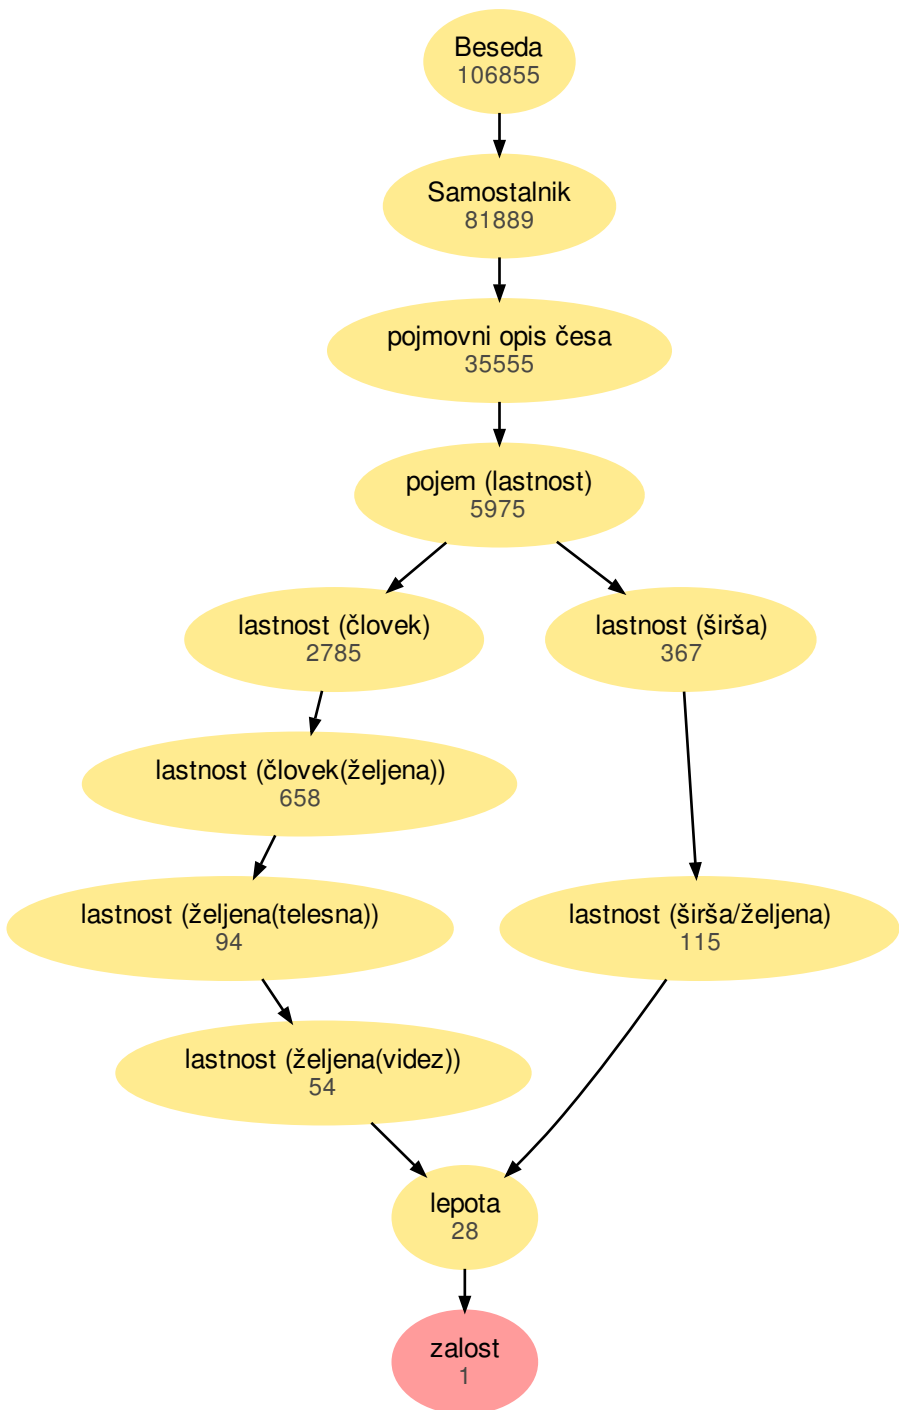 Beseda
106855
Samostalnik
81889
pojmovni opis česa
35555
pojem (lastnost)
5975
lastnost (človek)
2785
lastnost (širša)
367
lastnost (človek(željena))
658
lastnost (željena(telesna))
94
lastnost (širša/željena)
115
lastnost (željena(videz))
54
lepota
28
zalost
1